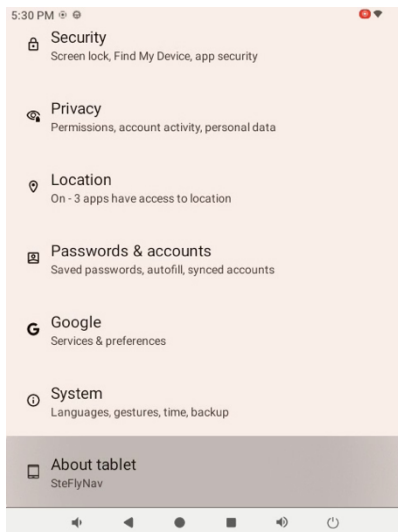 5:30 PM
Security
Screen lock, Find My Device, app security
Privacy
Permissions, account activity, personal data
Location
On - 3 apps have access to location
Passwords & accounts
Saved passwords, autofill, synced accounts
Google
Services & preferences
System
Languages, gestures, time, backup
About tablet
SteFlyNav